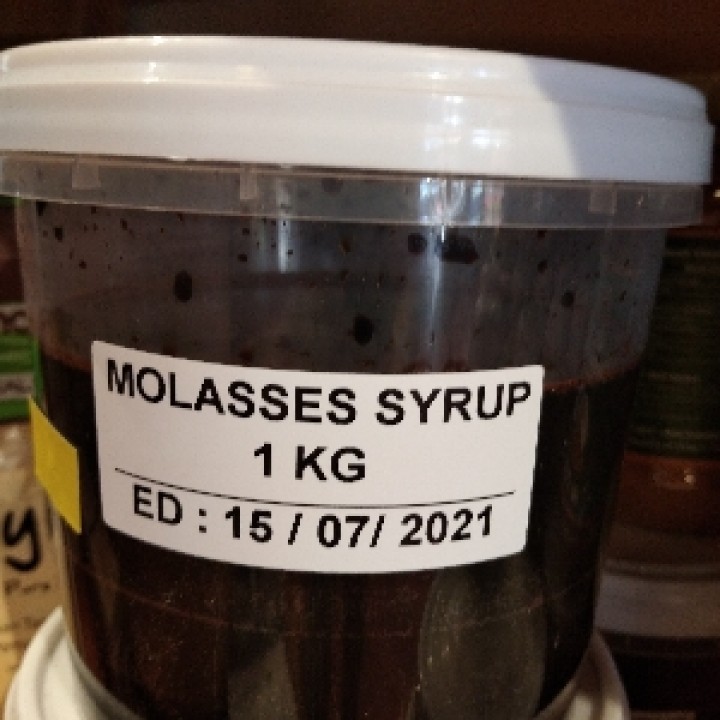 MOLASSES SYRUP
1 KG
ED : 15 / 07/ 2021
y